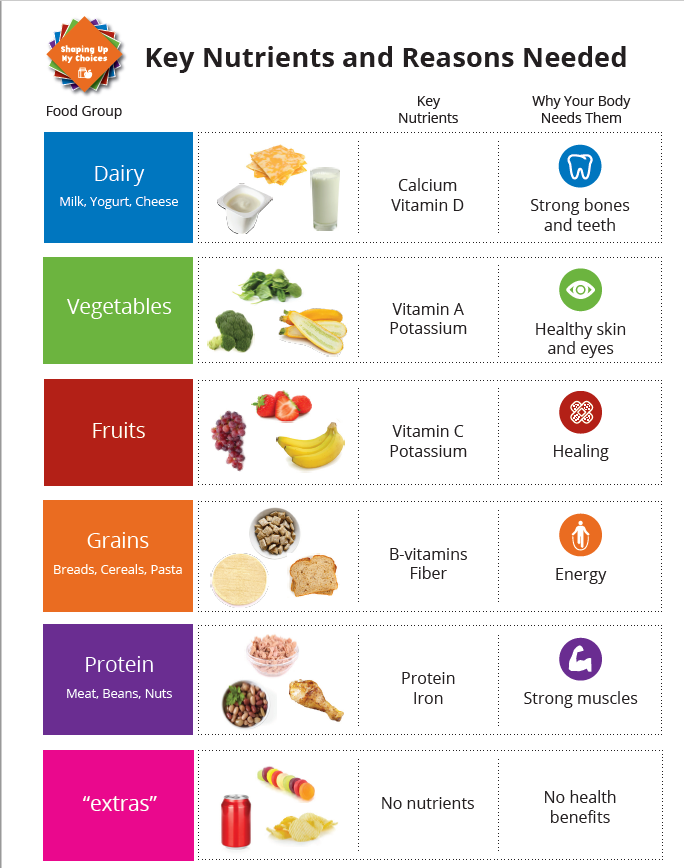 Shaping Up
My Choices
Key Nutrients and Reasons Needed
Food Group
Key
Nutrients
Why Your Body
Needs Them
Dairy
Milk, Yogurt, Cheese
Calcium
Vitamin D
Strong bones
and teeth
Vegetables
Vitamin A
Potassium
Healthy skin
and eyes
Fruits
Vitamin C
Potassium
Healing
Grains
Breads, Cereals, Pasta
B-vitamins
Fiber
Energy
Protein
Meat, Beans, Nuts
Protein
Iron
Strong muscles
“extras”
No nutrients
No health
benefits